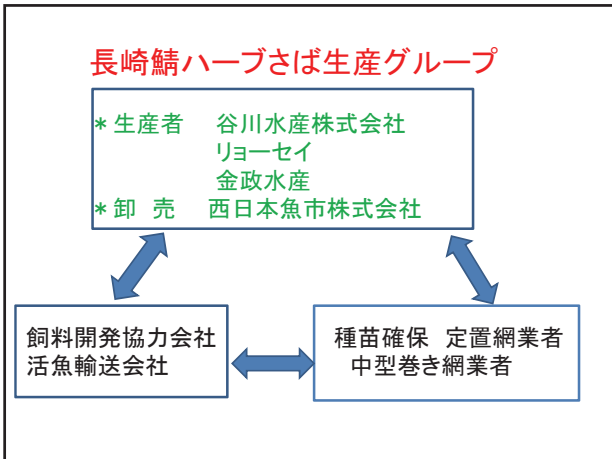 長崎鯖ハーブさば生産グループ
*生産者 谷川水産株式会社
リョーセイ
金政水産
*卸 売 西日本魚市株式会社
飼料開発協力会社
活魚輸送会社
種苗確保 定置網業者
中型巻き網業者